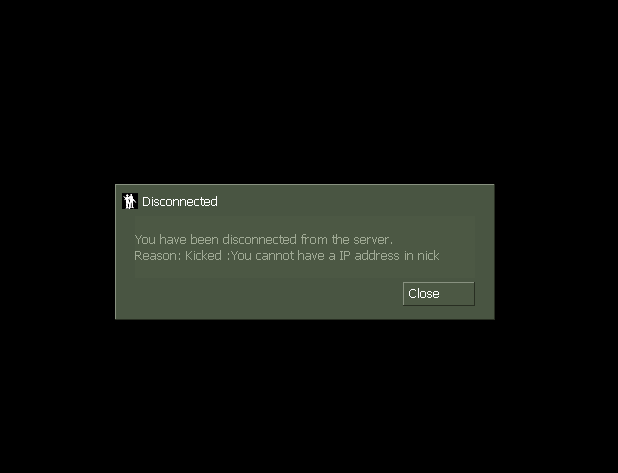 Disconnected
You have been disconnected from the server.
Reason: Kicked :You cannot have a IP address in nick
Close